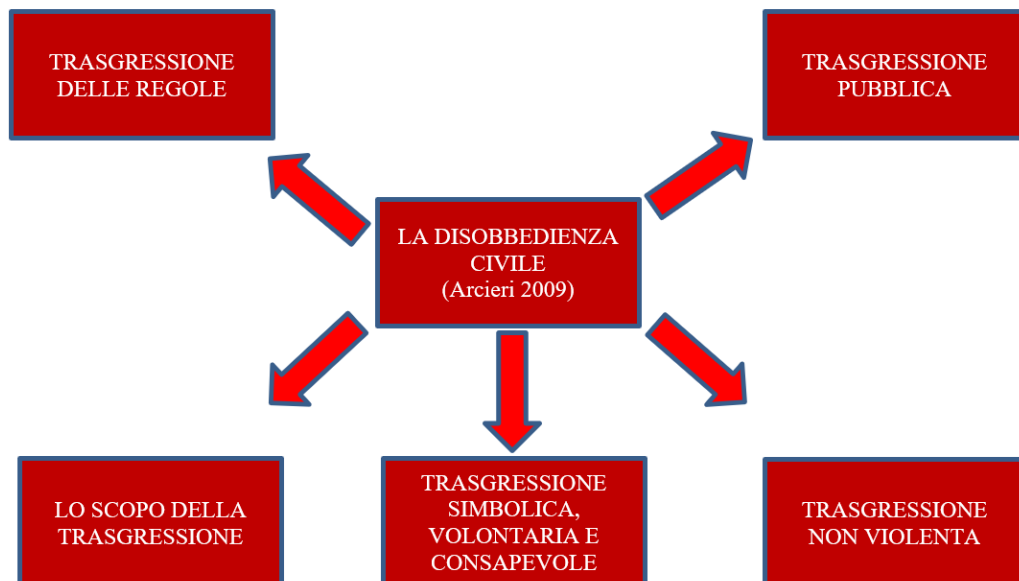 TRASGRESSIONE
DELLE REGOLE
TRASGRESSIONE
PUBBLICA
LA DISOBBEDIENZA
CIVILE
(Arcieri 2009)
LO SCOPO DELLA
TRASGRESSIONE
TRASGRESSIONE
SIMBOLICA,
VOLONTARIA E
CONSAPEVOLE
TRASGRESSIONE
NON VIOLENTA